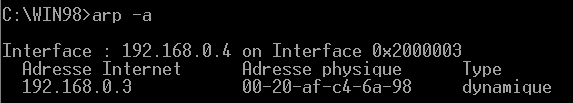 C:\WIN98>arp -a
Interface : 192.168.0.4 on Interface 0x2000003
Adresse Internet Adresse physique Type
192.168.0.3 00-20-af-c4-6a-98 dynamique